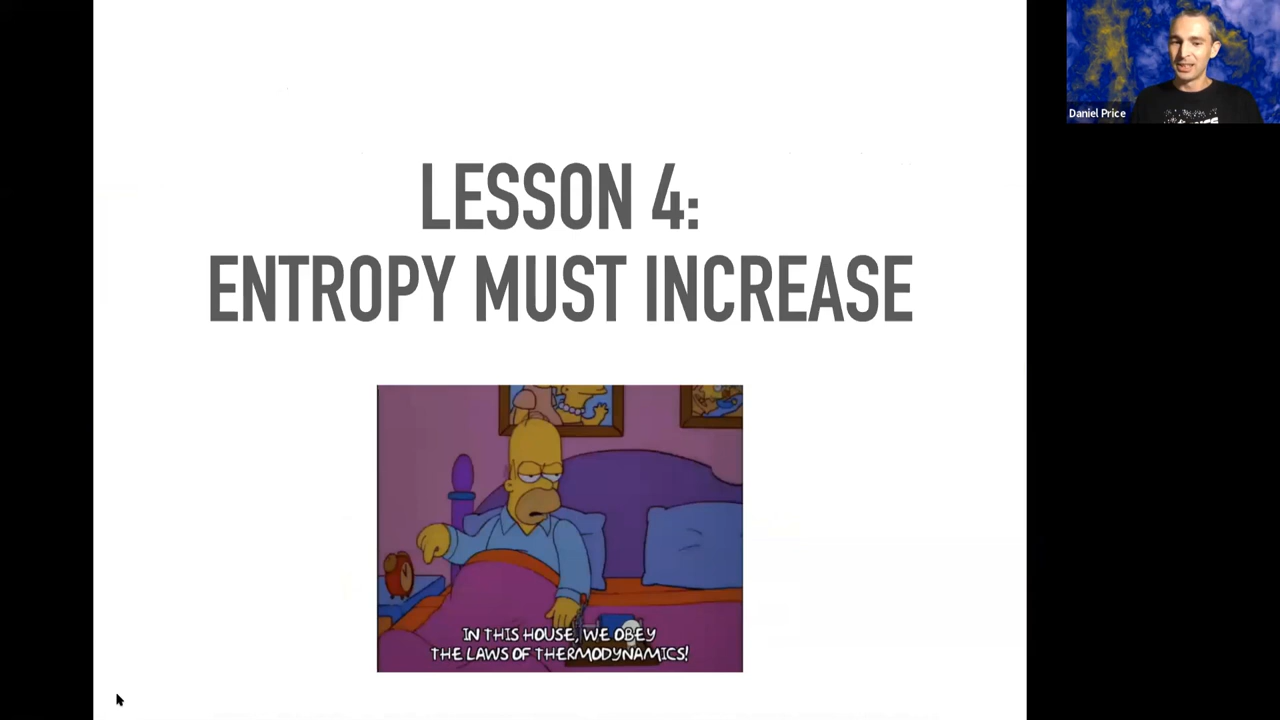 LESSON 4:
ENTROPY MUST INCREASE
IN THIS HOUSE, WE OBEY
THE LAWS OF THERMODYNAMICS!
Daniel Price